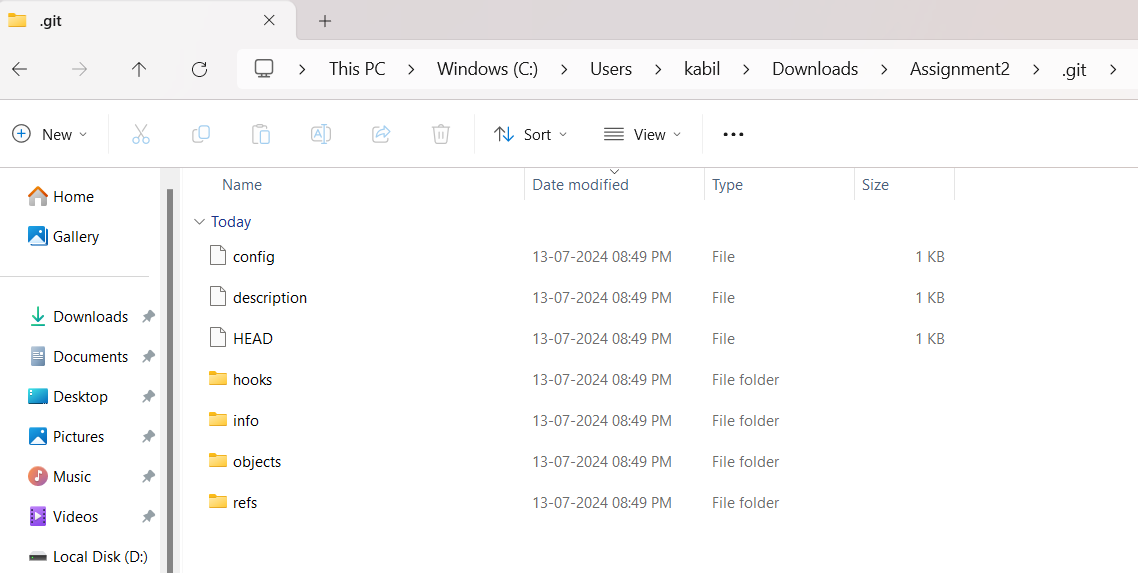 .git
This PC > Windows (C:) > Users > kabil > Downloads > Assignment2 > .git >
New Sort View
Name Date modified Type Size
Home
Gallery
Downloads
Documents
Desktop
Pictures
Music
Videos
Local Disk (D:)
Today
config 13-07-2024 08:49 PM File 1 KB
description 13-07-2024 08:49 PM File 1 KB
HEAD 13-07-2024 08:49 PM File 1 KB
hooks 13-07-2024 08:49 PM File folder
info 13-07-2024 08:49 PM File folder
objects 13-07-2024 08:49 PM File folder
refs 13-07-2024 08:49 PM File folder